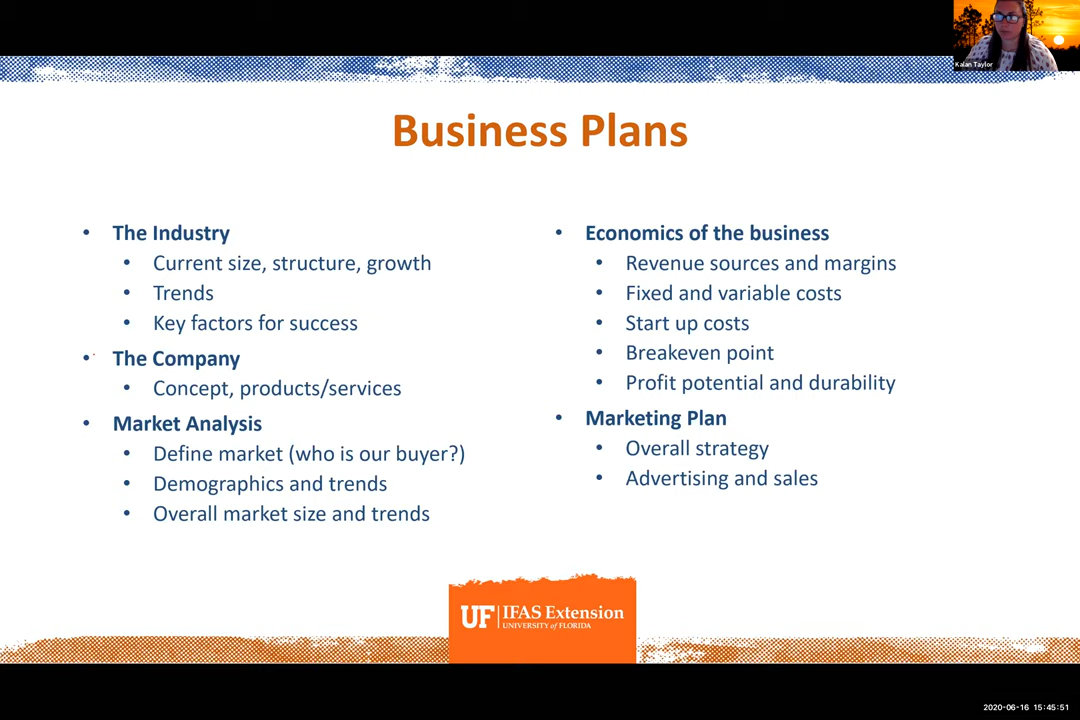 Kalan Taylor
Business Plans
• The Industry
• Current size, structure, growth
• Trends
• Key factors for success
• The Company
• Concept, products/services
• Market Analysis
• Define market (who is our buyer?)
• Demographics and trends
• Overall market size and trends
• Economics of the business
• Revenue sources and margins
• Fixed and variable costs
• Start up costs
• Breakeven point
• Profit potential and durability
• Marketing Plan
• Overall strategy
• Advertising and sales
UF IFAS Extension
UNIVERSITY of FLORIDA
2020-06-16 15:45:51